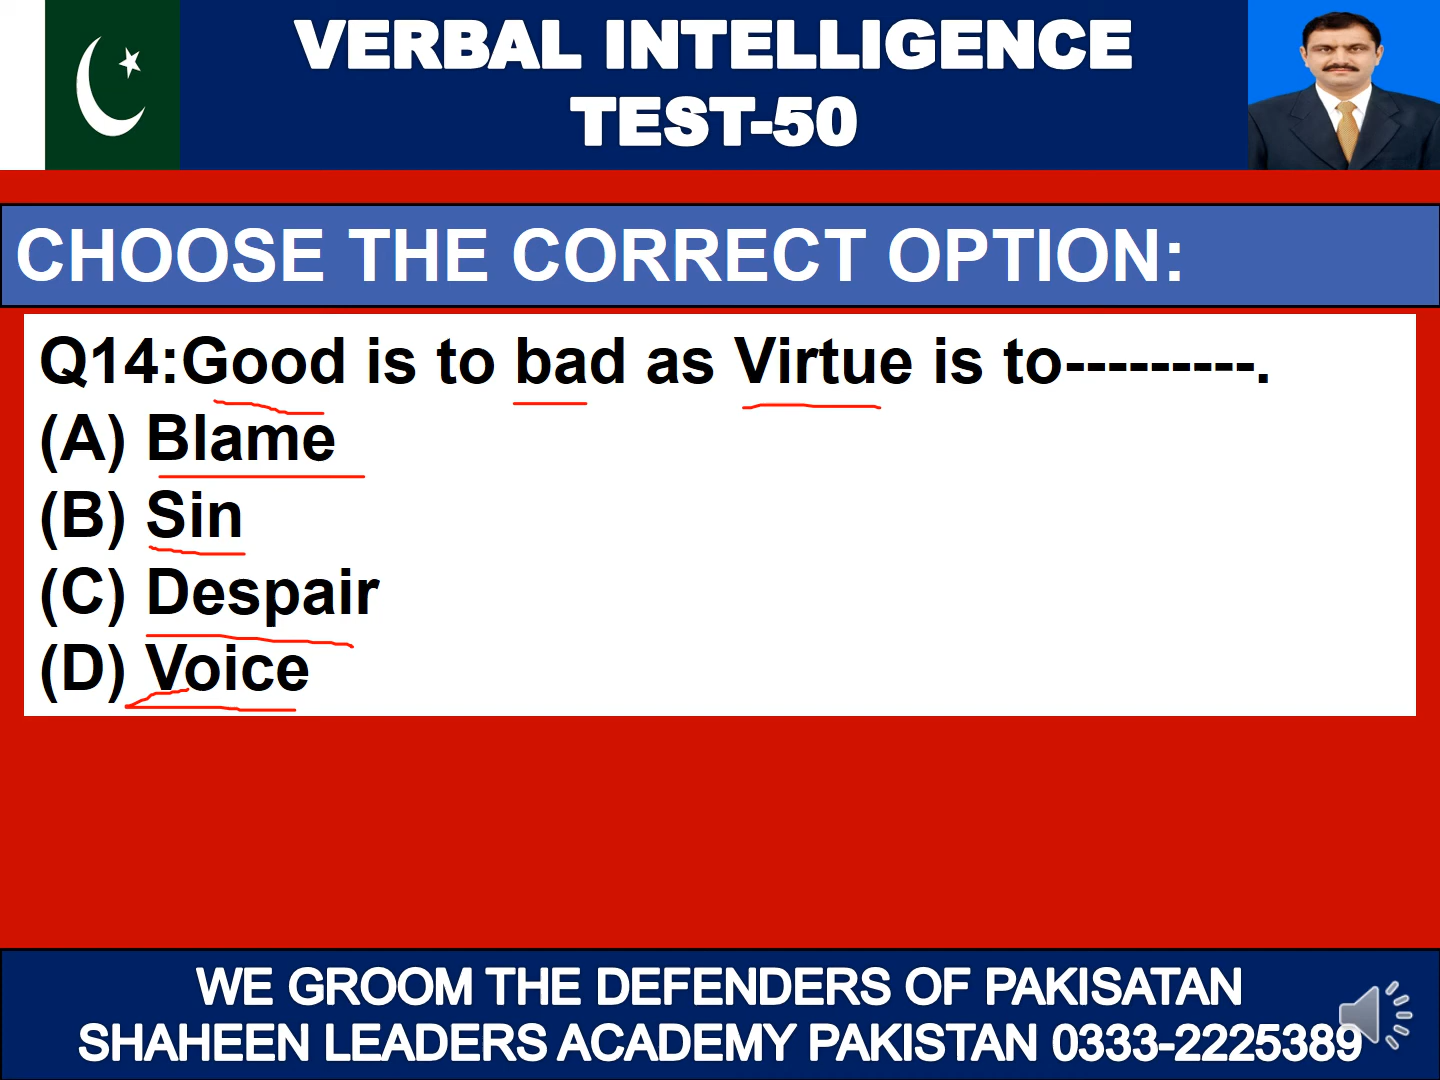 VERBAL INTELLIGENCE
TEST-50
CHOOSE THE CORRECT OPTION:
Q14:Good is to bad as Virtue is to---------.
(A) Blame
(B) Sin
(C) Despair
(D) Voice
WE GROOM THE DEFENDERS OF PAKISATAN
SHAHEEN LEADERS ACADEMY PAKISTAN 0333-2225389